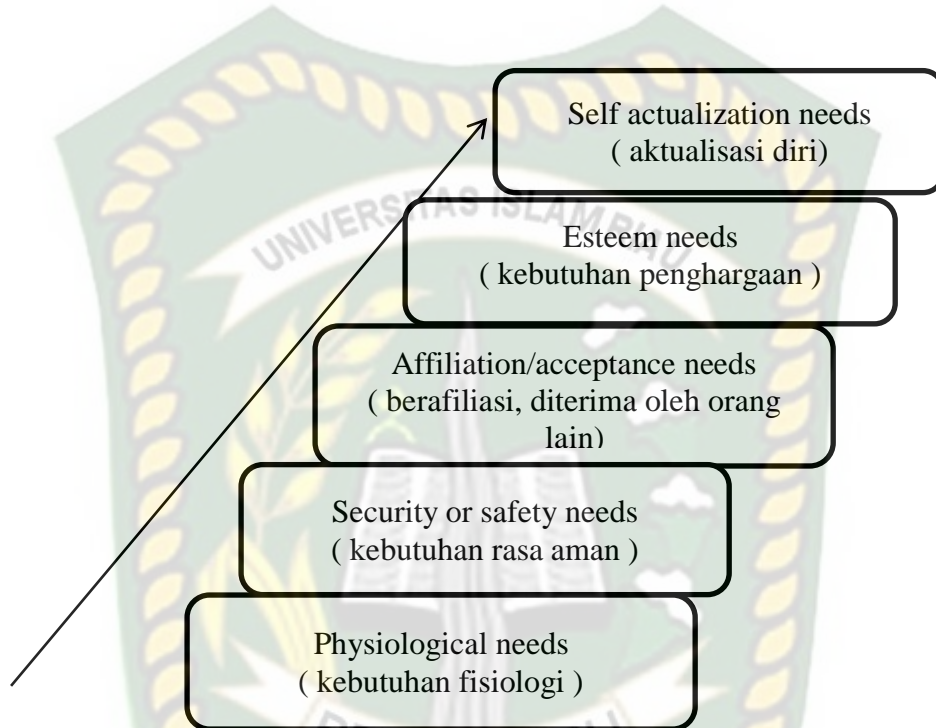 Self actualization needs
( aktualisasi diri)
UNIVERSITAS ISLAM RIAU
Esteem needs
( kebutuhan penghargaan )
Affiliation/acceptance needs
( berafiliasi, diterima oleh orang
lain)
Security or safety needs
( kebutuhan rasa aman )
Physiological needs
( kebutuhan fisiologi )